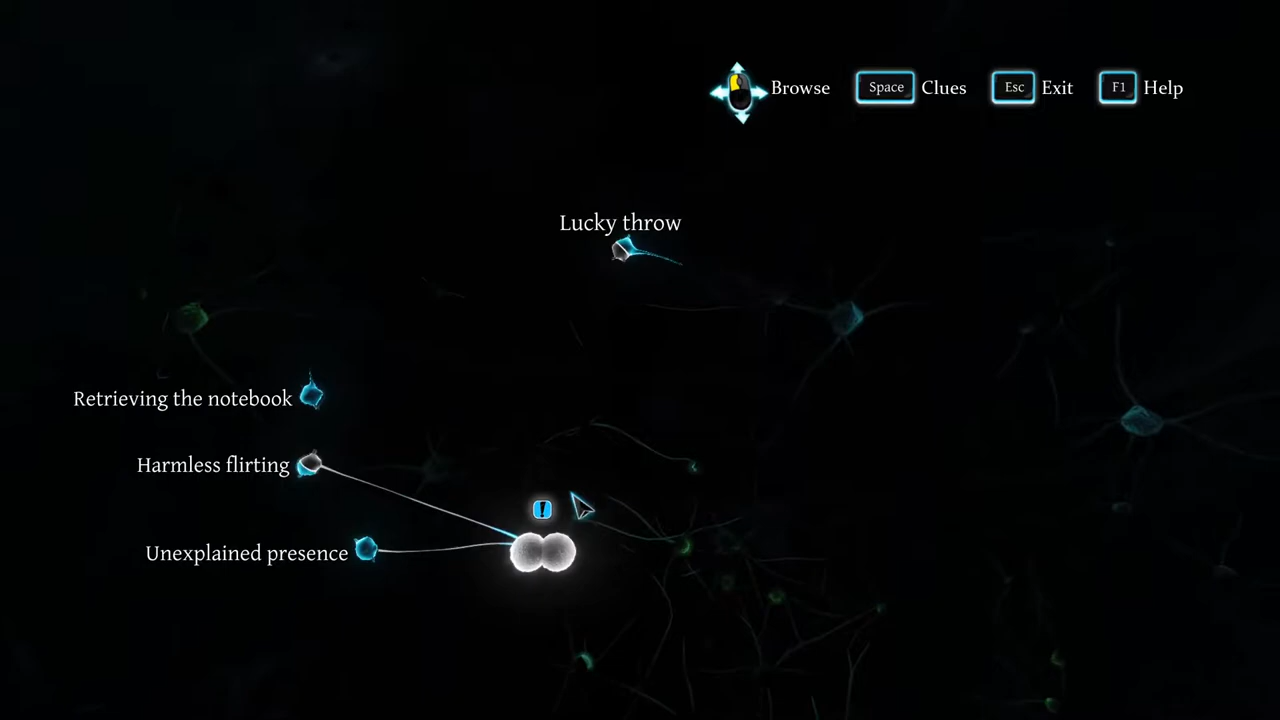 Browse
Space Clues
Esc Exit
F1 Help
Lucky throw
Retrieving the notebook
Harmless flirting
!
Unexplained presence